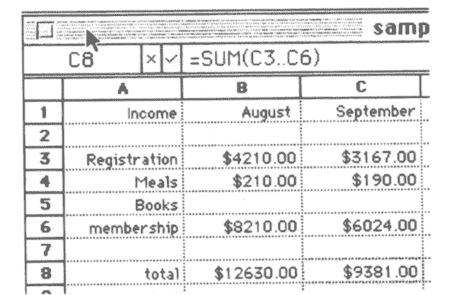 samp
C8 =SUM(C3..C6)
A B C
1 Income August September
2
3 Registration $4210.00 $3167.00
4 Meals $210.00 $190.00
5 Books
6 membership $8210.00 $6024.00
7
8 total $12630.00 $9381.00